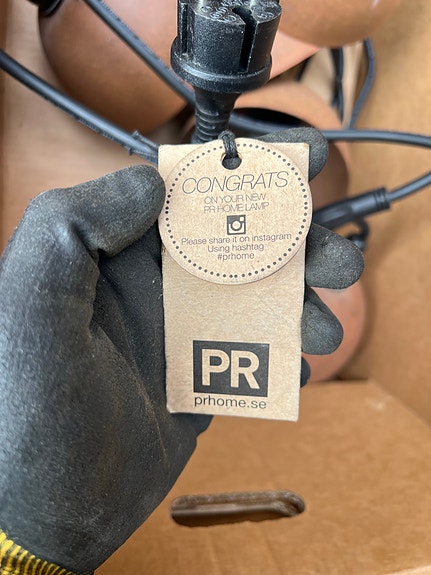 CONGRATS
ON YOUR NEW
PR HOME LAMP
Please share it on instagram
Using hashtag
#prhome
PR
prhome.se